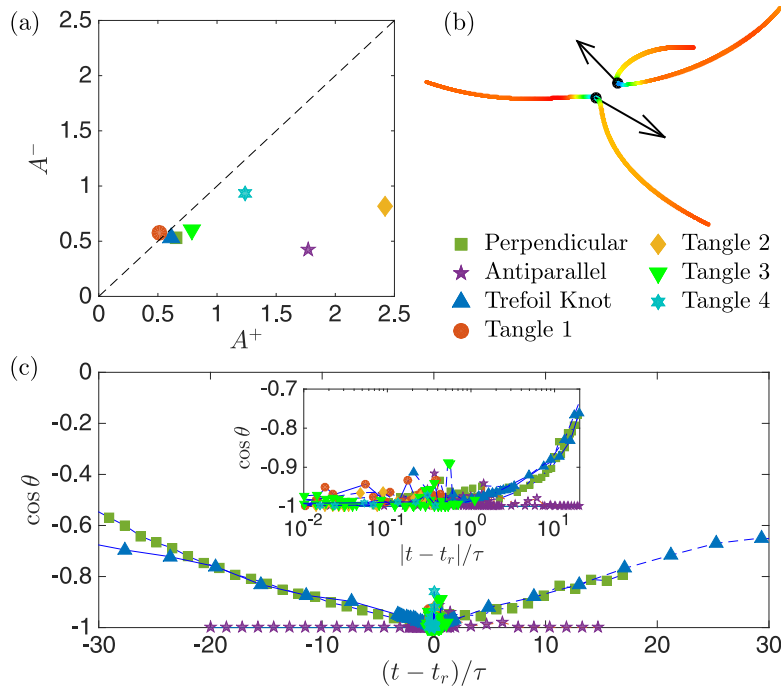 (a)
2.5
2
1.5
1
0.5
0
A⁻
0 0.5 1 1.5 2 2.5
A⁺
(b)
Perpendicular
Antiparallel
Trefoil Knot
Tangle 1
Tangle 2
Tangle 3
Tangle 4
(c)
0
-0.2
-0.4
-0.6
-0.8
-1
cos θ
-30 -20 -10 0 10 20 30
(t − tᵣ)/τ
-0.7
-0.8
-0.9
-1
cos θ
10⁻² 10⁻¹ 10⁰ 10¹
|t − tᵣ|/τ